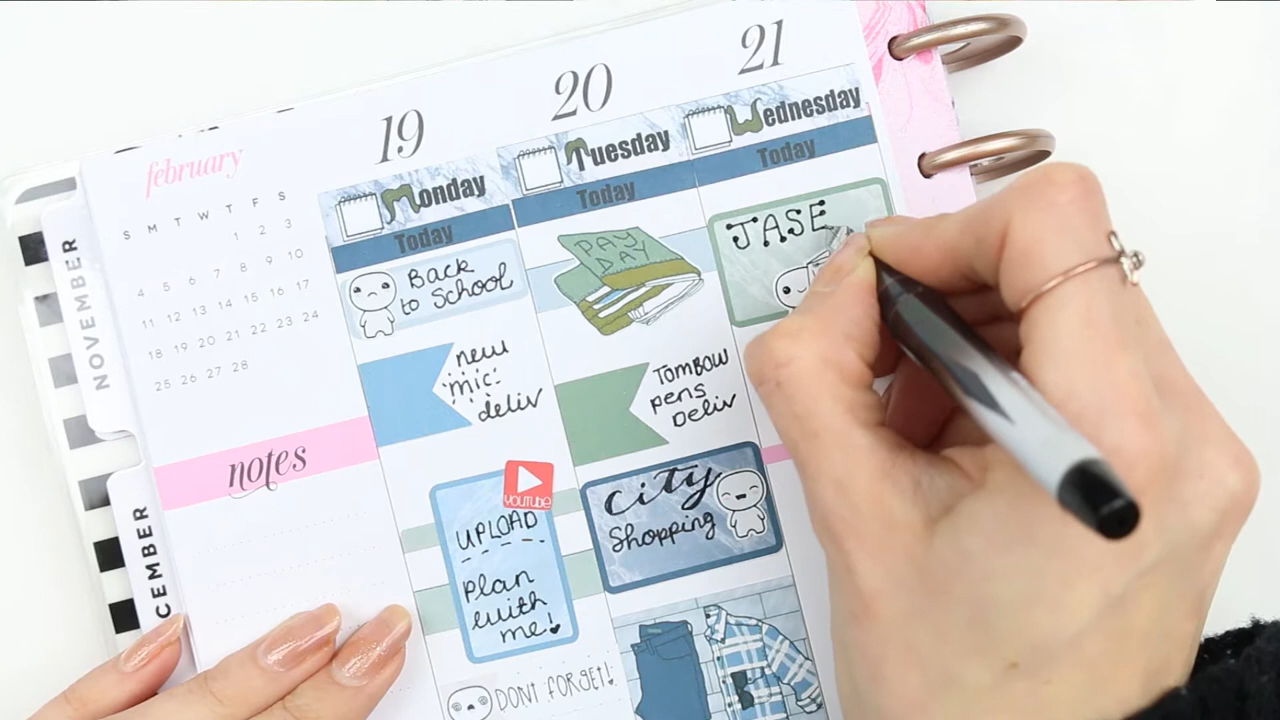 19
20
21
february
S M T W T F S
1 2 3
4 5 6 7 8 9 10
11 12 13 14 15 16 17
18 19 20 21 22 23 24
25 26 27 28
NOVEMBER
CEMBER
notes
Monday
Today
Back
to School
new
mic
deliv
YOUTUBE
UPLOAD
plan
with
me!
DONT FORGET!
Tuesday
Today
PAY
DAY
TOMBOW
pens
Deliv
City
Shopping
Wednesday
Today
JASE